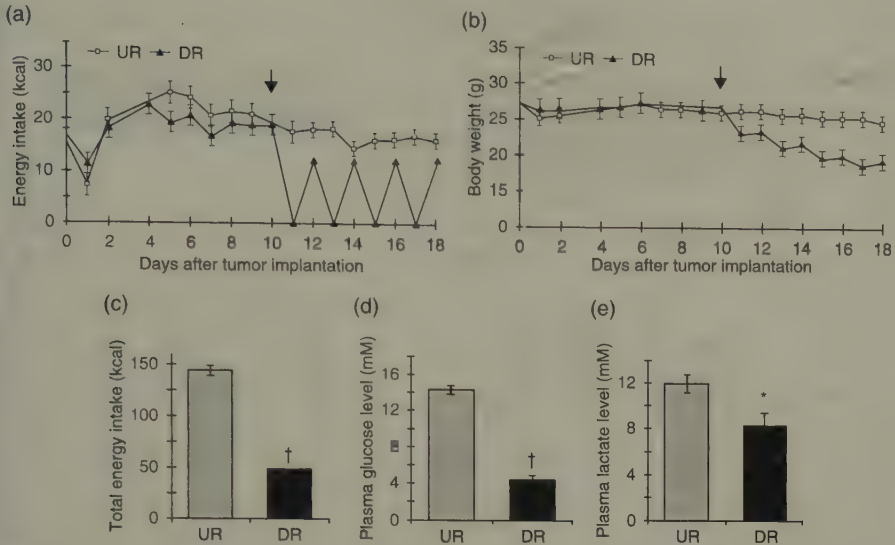 (a)
UR DR
Energy intake (kcal)
30
20
10
0
0 2 4 6 8 10 12 14 16 18
Days after tumor implantation
(b)
UR DR
Body weight (g)
35
30
25
20
15
0
0 2 4 6 8 10 12 14 16 18
Days after tumor implantation
(c)
Total energy intake (kcal)
150
100
50
0
†
UR DR
(d)
Plasma glucose level (mM)
16
12
8
4
0
†
UR DR
(e)
Plasma lactate level (mM)
12
8
4
0
*
UR DR